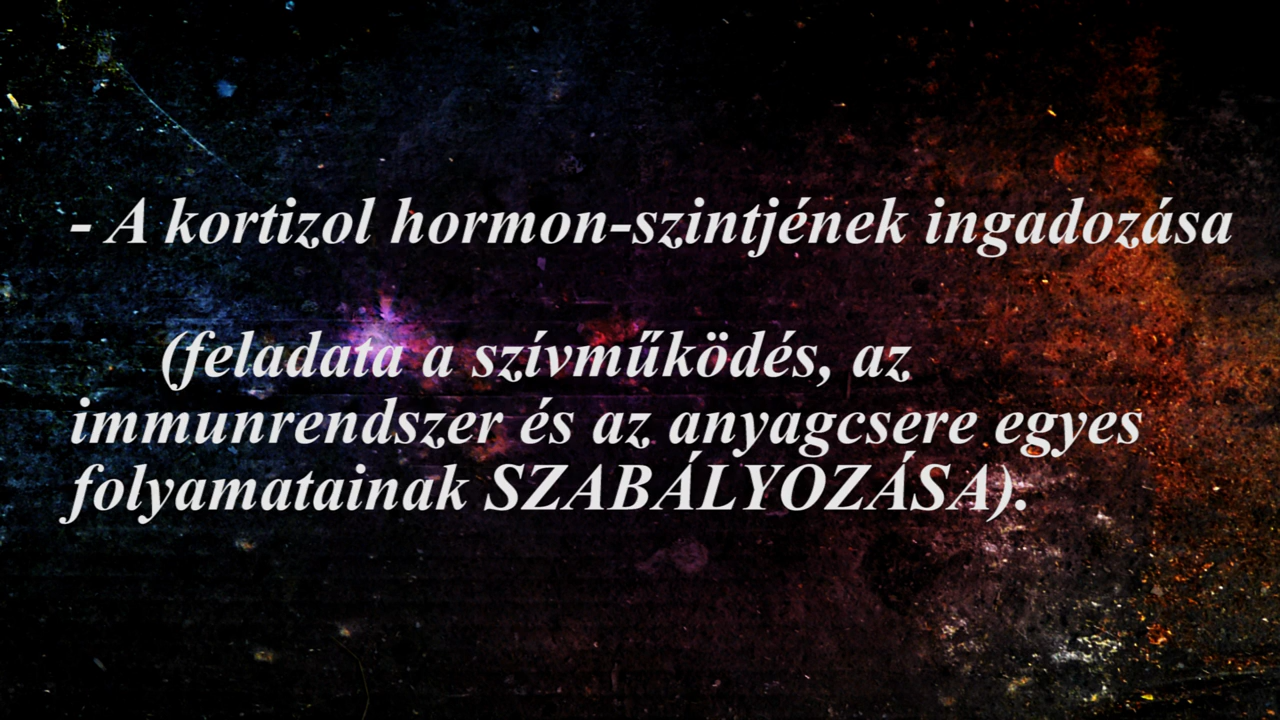 - A kortizol hormon-szintjének ingadozása
(feladata a szívműködés, az
immunrendszer és az anyagcsere egyes
folyamatainak SZABÁLYOZÁSA).